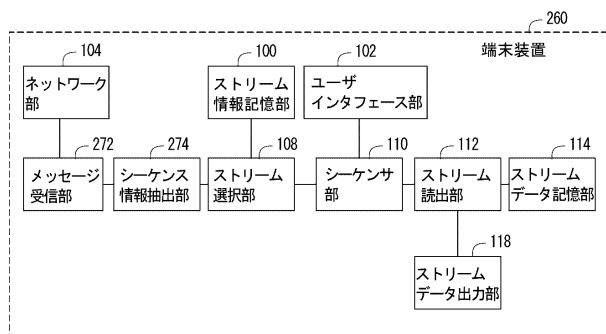 260
端末装置
104
100
102
ネットワーク
部
ストリーム
情報記憶部
ユーザ
インタフェース部
272
274
108
110
112
114
メッセージ
受信部
シーケンス
情報抽出部
ストリーム
選択部
シーケンサ
部
ストリーム
読出部
ストリーム
データ記憶部
118
ストリーム
データ出力部